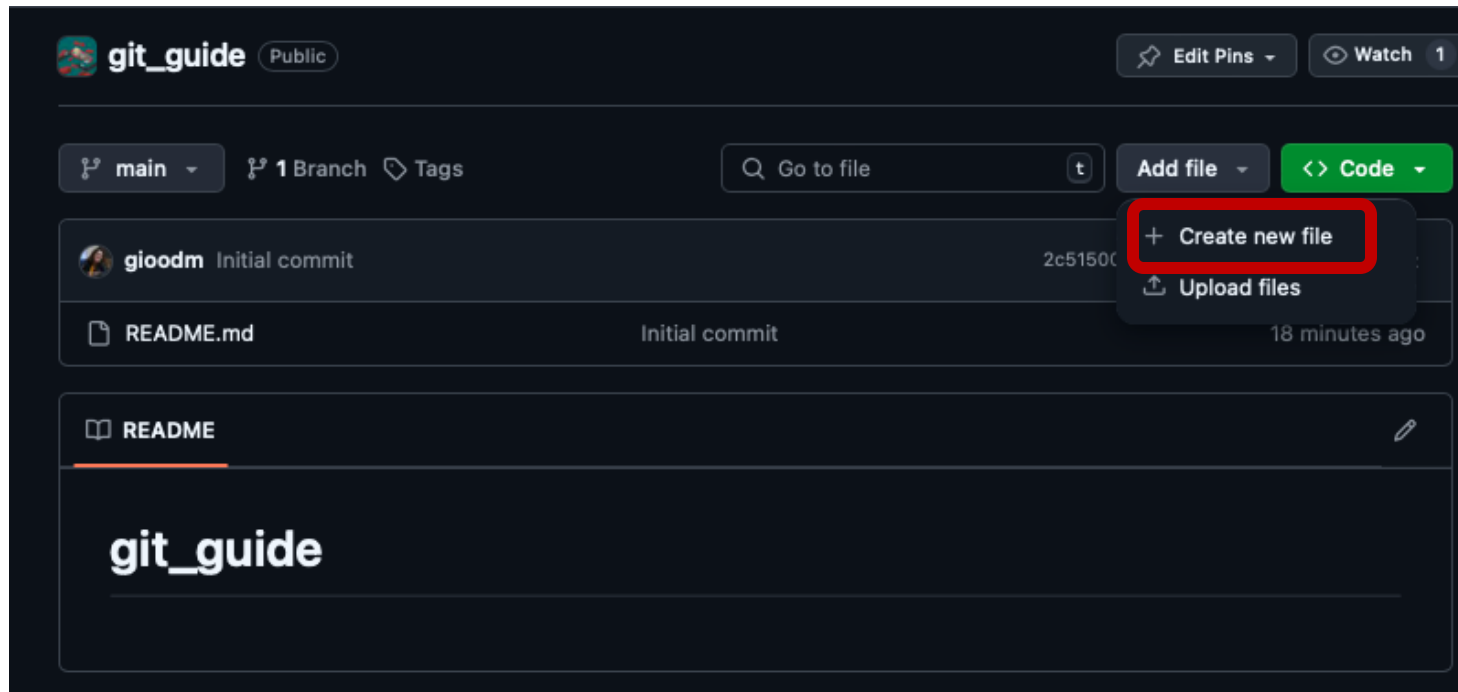 git_guide Public Edit Pins Watch 1
main 1 Branch Tags Go to file t Add file <> Code
gioodm Initial commit 2c51500
+ Create new file
Upload files
README.md Initial commit 18 minutes ago
README
git_guide